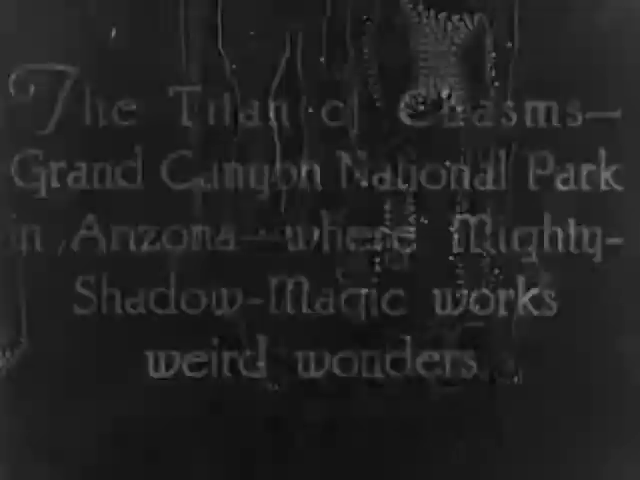 The Titan of Chasms—
Grand Canyon National Park
in Arizona—where Mighty-
Shadow-Magic works
weird wonders.